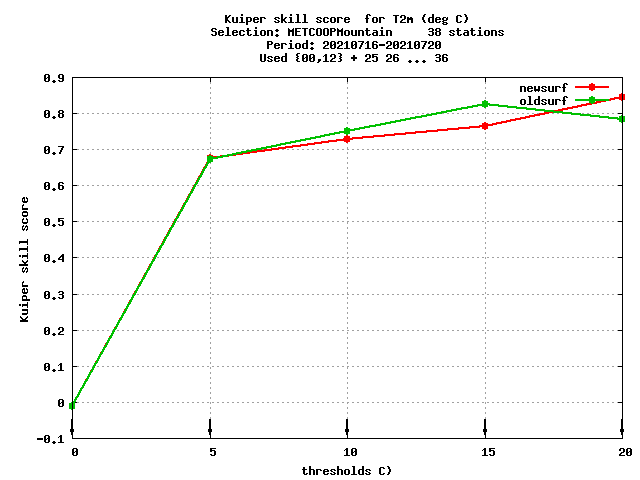 Kuiper skill score for T2m (deg C)
Selection: METCOOPMountain 38 stations
Period: 20210716-20210720
Used {00,12} + 25 26 ... 36
newsurf
oldsurf
Kuiper skill score
0.9
0.8
0.7
0.6
0.5
0.4
0.3
0.2
0.1
0
-0.1
0 5 10 15 20
thresholds C)